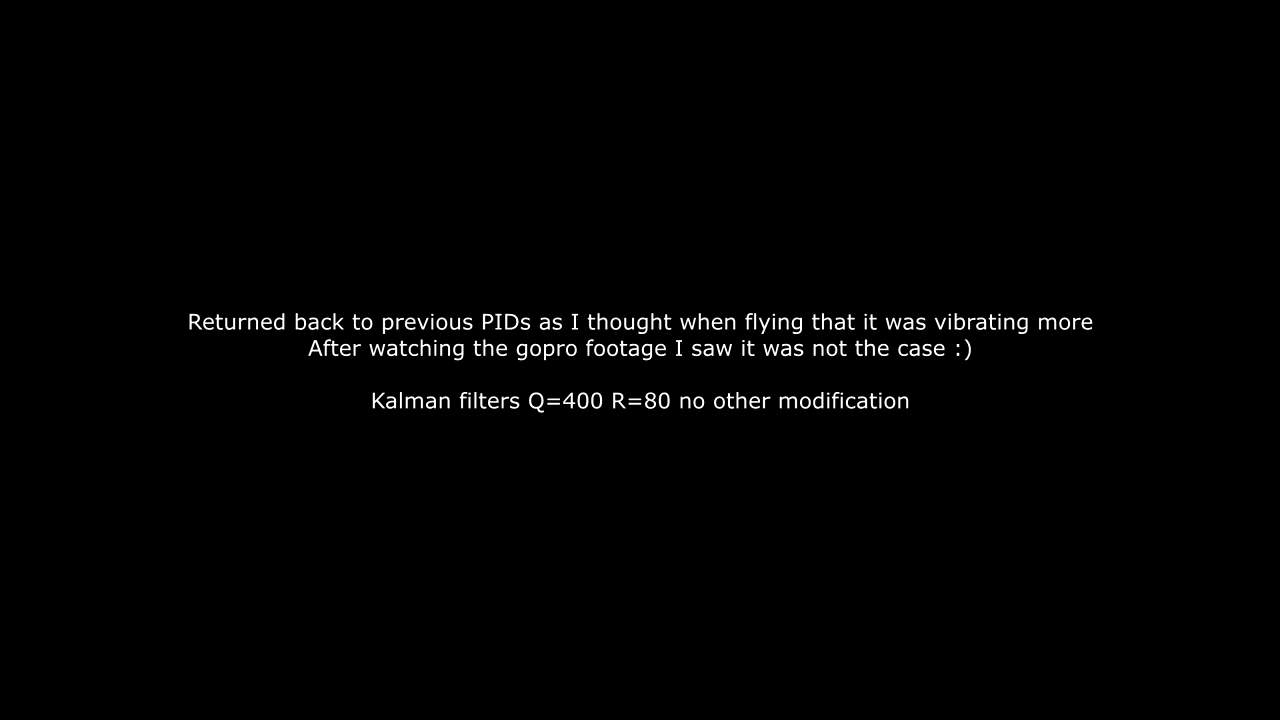 Returned back to previous PIDs as I thought when flying that it was vibrating more
After watching the gopro footage I saw it was not the case :)
Kalman filters Q=400 R=80 no other modification